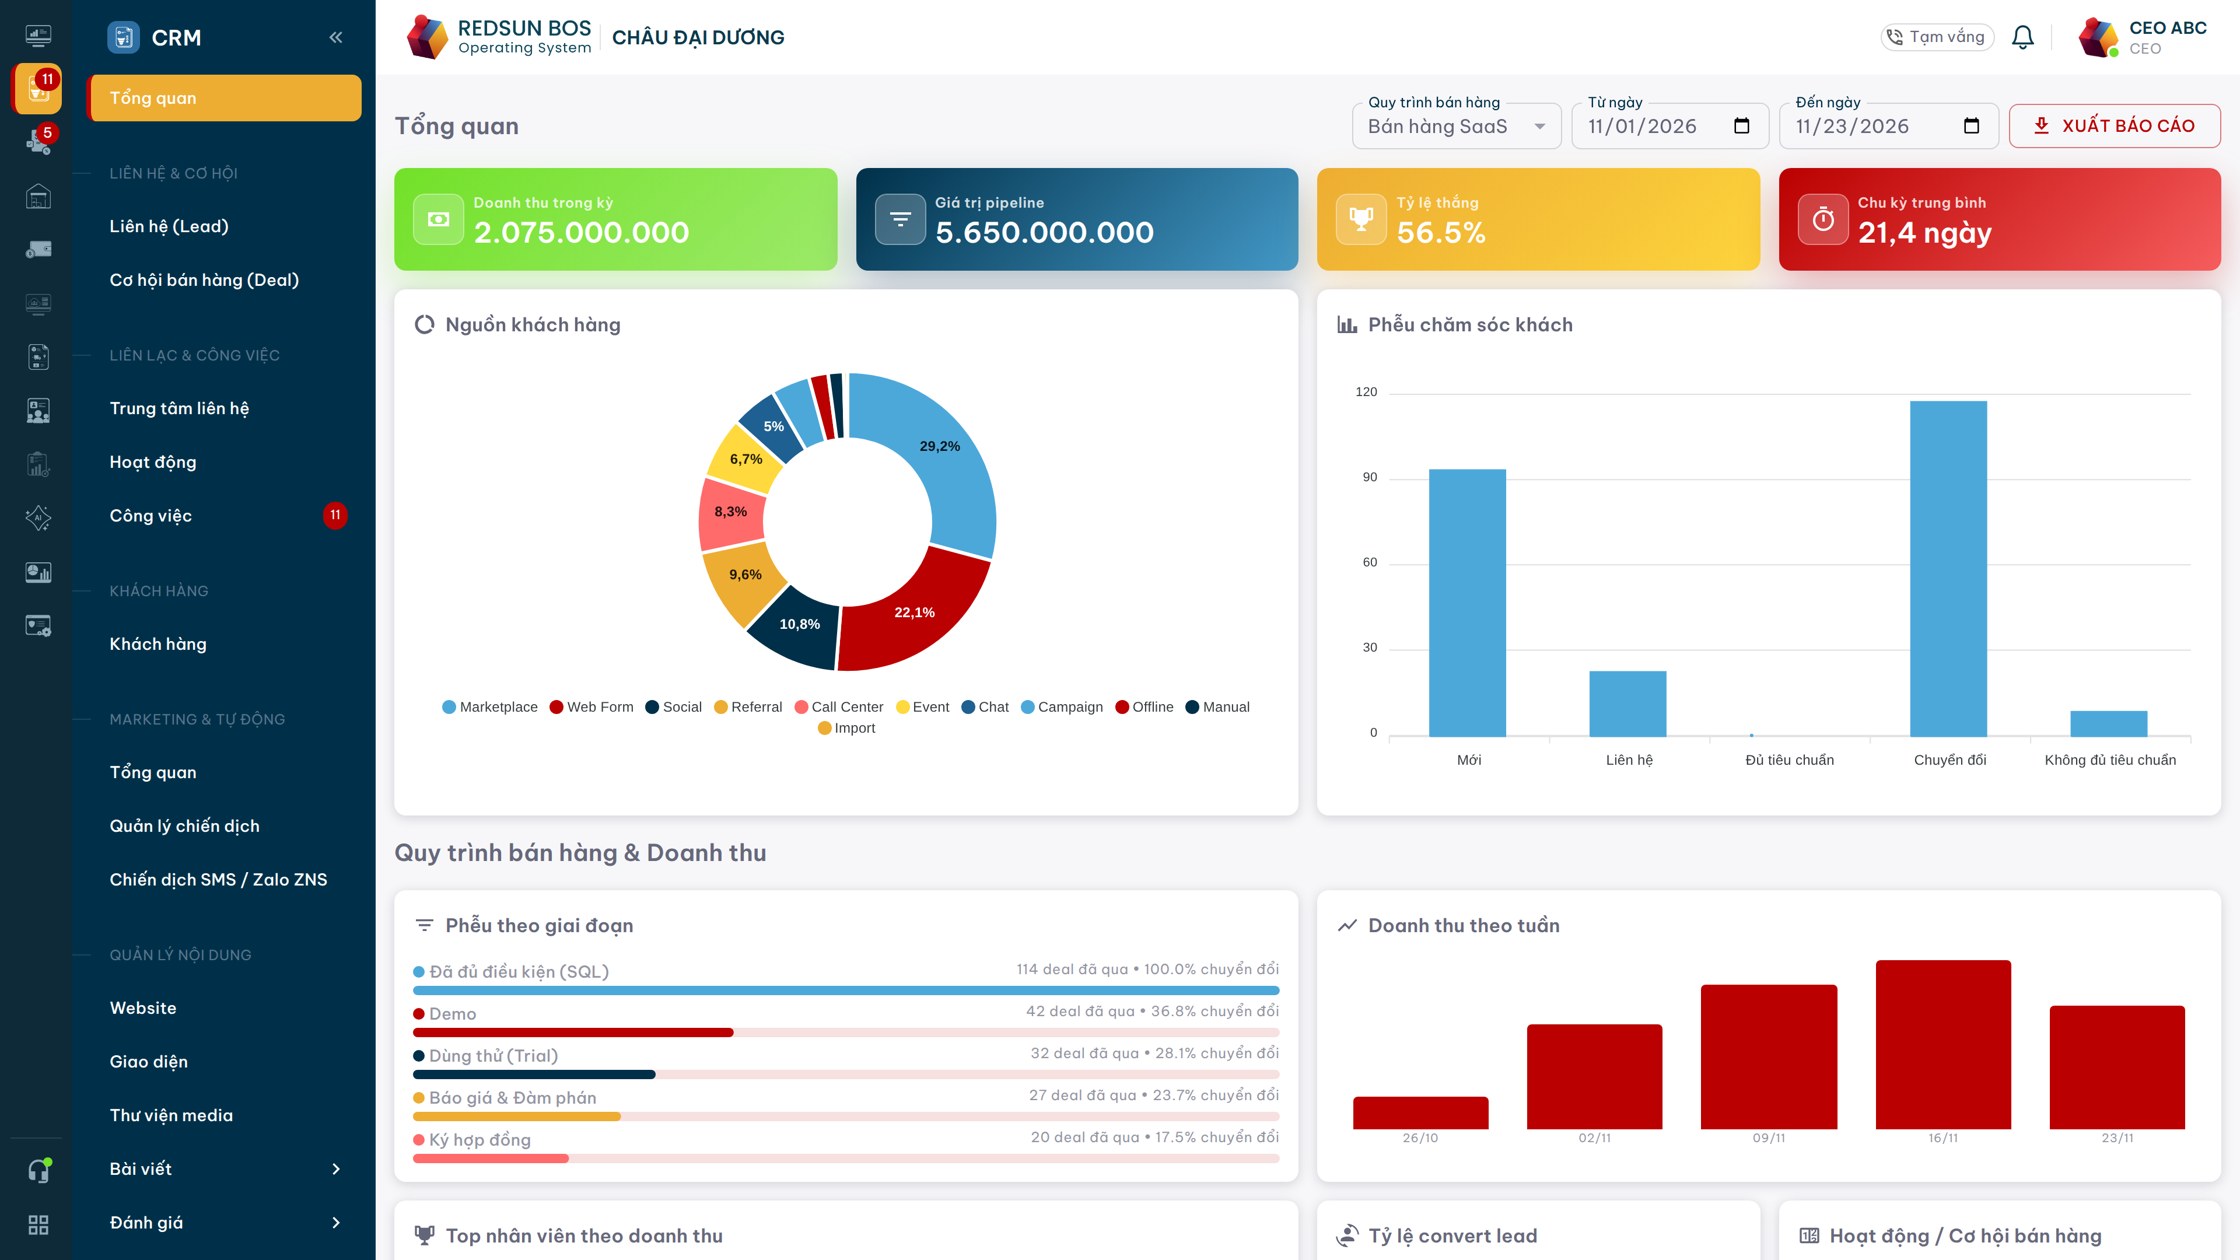 11
5
CRM
Tổng quan
LIÊN HỆ & CƠ HỘI
Liên hệ (Lead)
Cơ hội bán hàng (Deal)
LIÊN LẠC & CÔNG VIỆC
Trung tâm liên hệ
Hoạt động
Công việc
11
KHÁCH HÀNG
Khách hàng
MARKETING & TỰ ĐỘNG
Tổng quan
Quản lý chiến dịch
Chiến dịch SMS / Zalo ZNS
QUẢN LÝ NỘI DUNG
Website
Giao diện
Thư viện media
Bài viết
Đánh giá
REDSUN BOS
Operating System
CHÂU ĐẠI DƯƠNG
Tạm vắng
CEO ABC
CEO
Tổng quan
Quy trình bán hàng
Bán hàng SaaS
Từ ngày
11/01/2026
Đến ngày
11/23/2026
XUẤT BÁO CÁO
Doanh thu trong kỳ
2.075.000.000
Giá trị pipeline
5.650.000.000
Tỷ lệ thắng
56.5%
Chu kỳ trung bình
21,4 ngày
Nguồn khách hàng
29,2%
22,1%
10,8%
9,6%
8,3%
6,7%
5%
Marketplace Web Form Social Referral Call Center Event Chat Campaign Offline Manual
Import
Phễu chăm sóc khách
120
90
60
30
0
Mới Liên hệ Đủ tiêu chuẩn Chuyển đổi Không đủ tiêu chuẩn
Quy trình bán hàng & Doanh thu
Phễu theo giai đoạn
Đã đủ điều kiện (SQL) 114 deal đã qua • 100.0% chuyển đổi
Demo 42 deal đã qua • 36.8% chuyển đổi
Dùng thử (Trial) 32 deal đã qua • 28.1% chuyển đổi
Báo giá & Đàm phán 27 deal đã qua • 23.7% chuyển đổi
Ký hợp đồng 20 deal đã qua • 17.5% chuyển đổi
Doanh thu theo tuần
26/10 02/11 09/11 16/11 23/11
Top nhân viên theo doanh thu
Tỷ lệ convert lead
Hoạt động / Cơ hội bán hàng